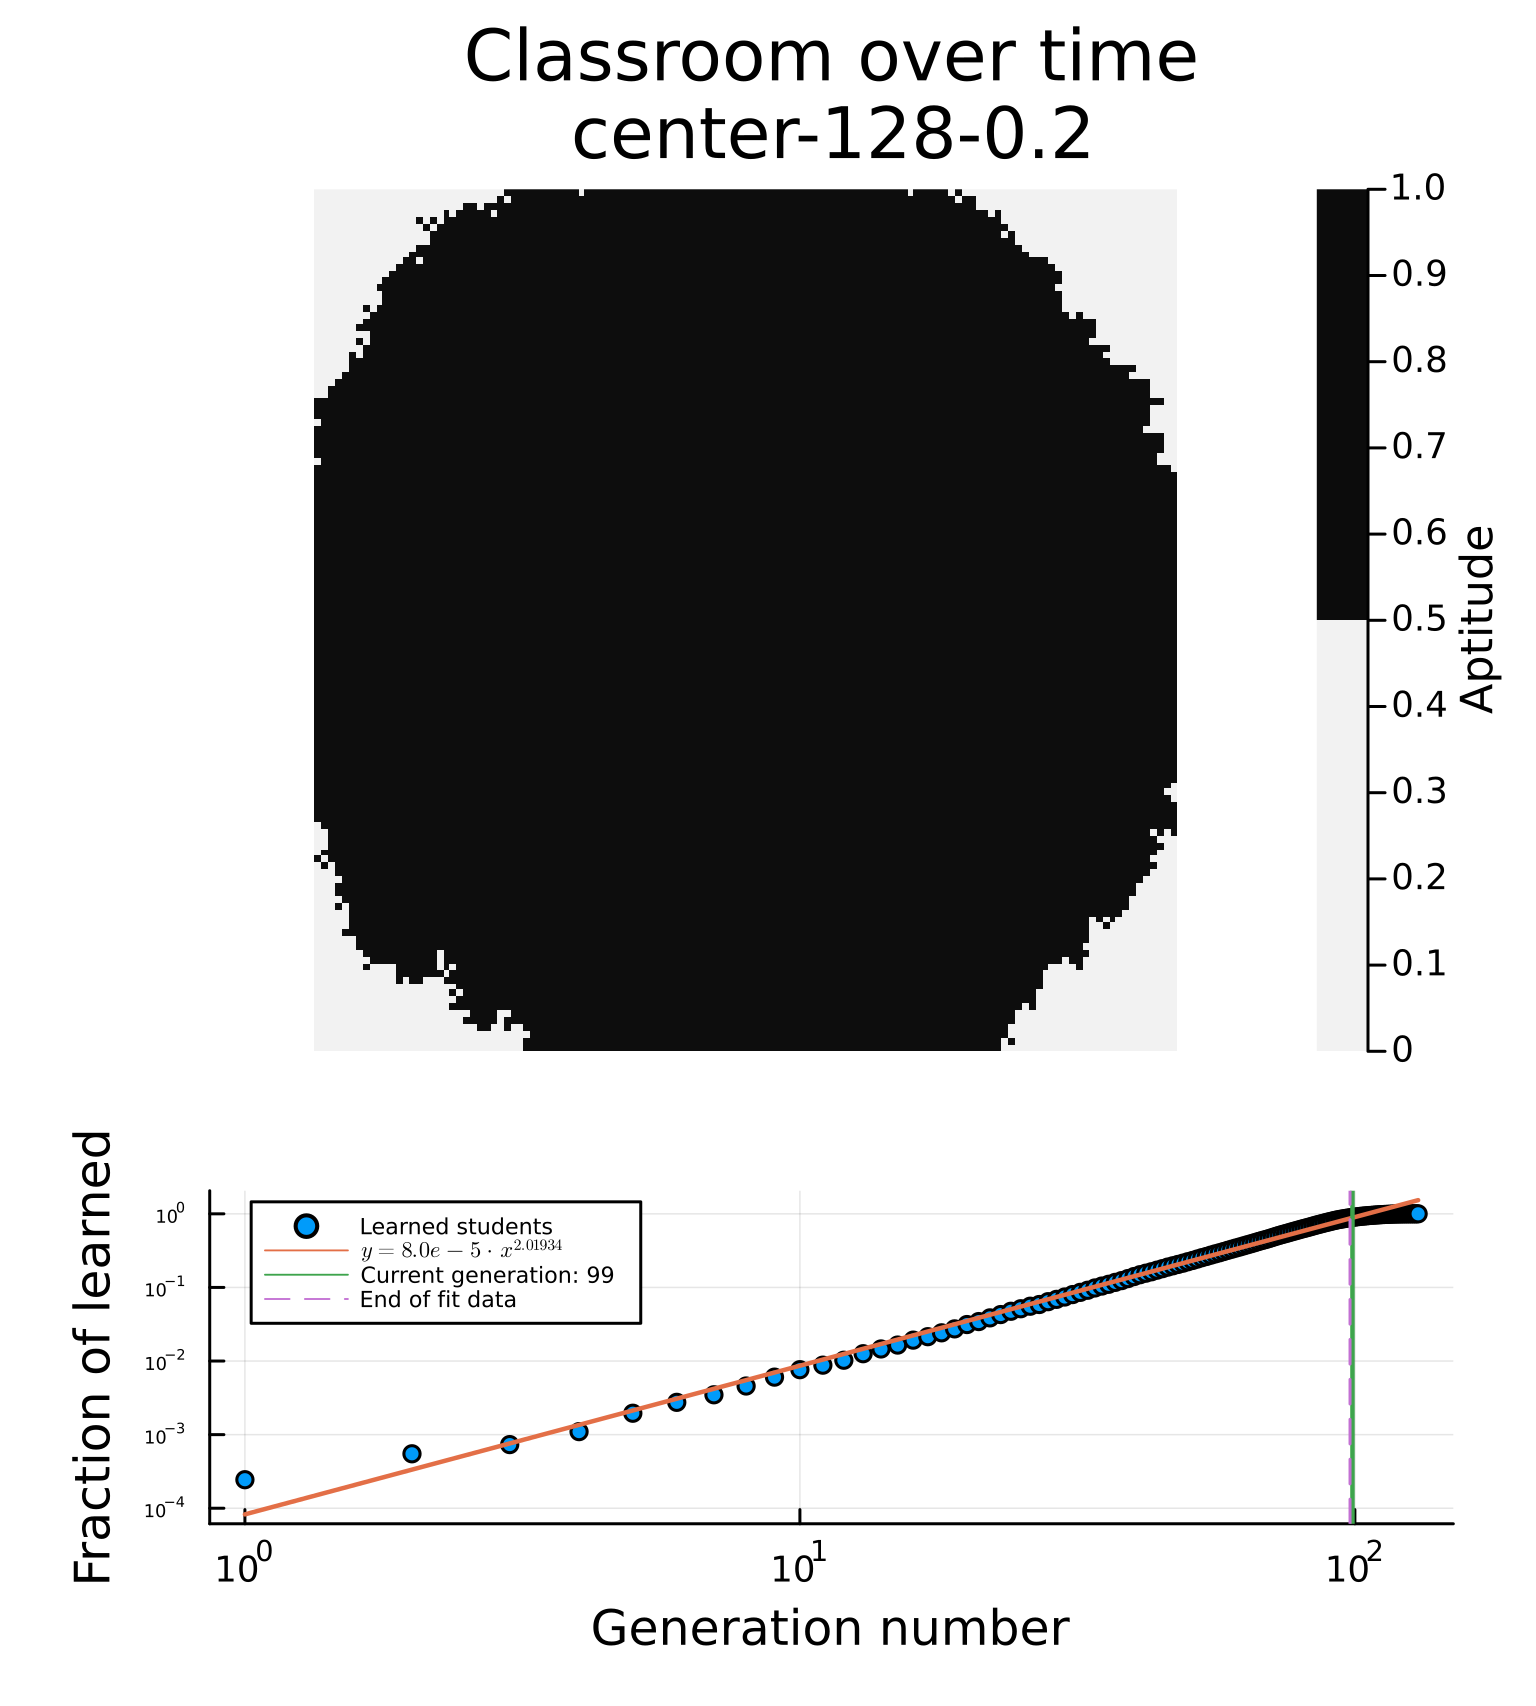 Classroom over time
center-128-0.2
1.0
0.9
0.8
0.7
0.6
0.5
0.4
0.3
0.2
0.1
0
Aptitude
Fraction of learned
10^0
10^-1
10^-2
10^-3
10^-4
Learned students
y = 8.0e − 5 · x^2.01934
Current generation: 99
End of fit data
10^0 10^1 10^2
Generation number